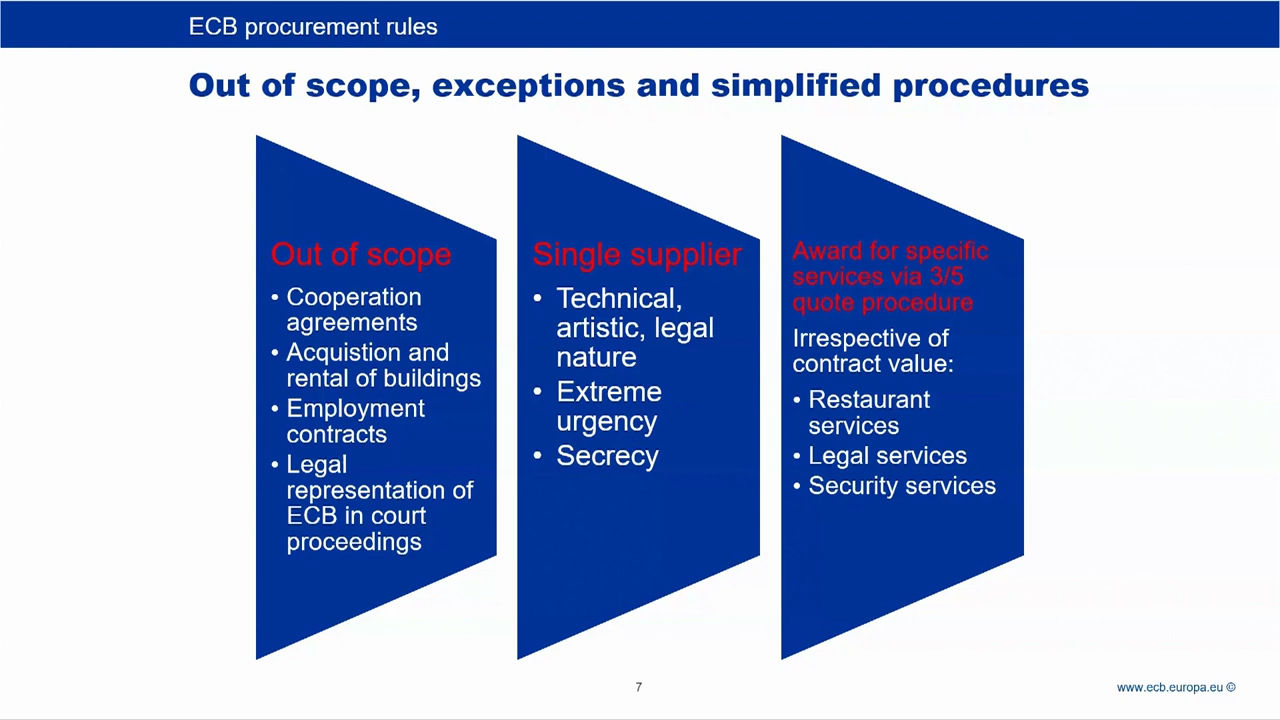 ECB procurement rules
Out of scope, exceptions and simplified procedures
Out of scope
• Cooperation
agreements
• Acquistion and
rental of buildings
• Employment
contracts
• Legal
representation of
ECB in court
proceedings
Single supplier
• Technical,
artistic, legal
nature
• Extreme
urgency
• Secrecy
Award for specific
services via 3/5
quote procedure
Irrespective of
contract value:
• Restaurant
services
• Legal services
• Security services
7
www.ecb.europa.eu ©